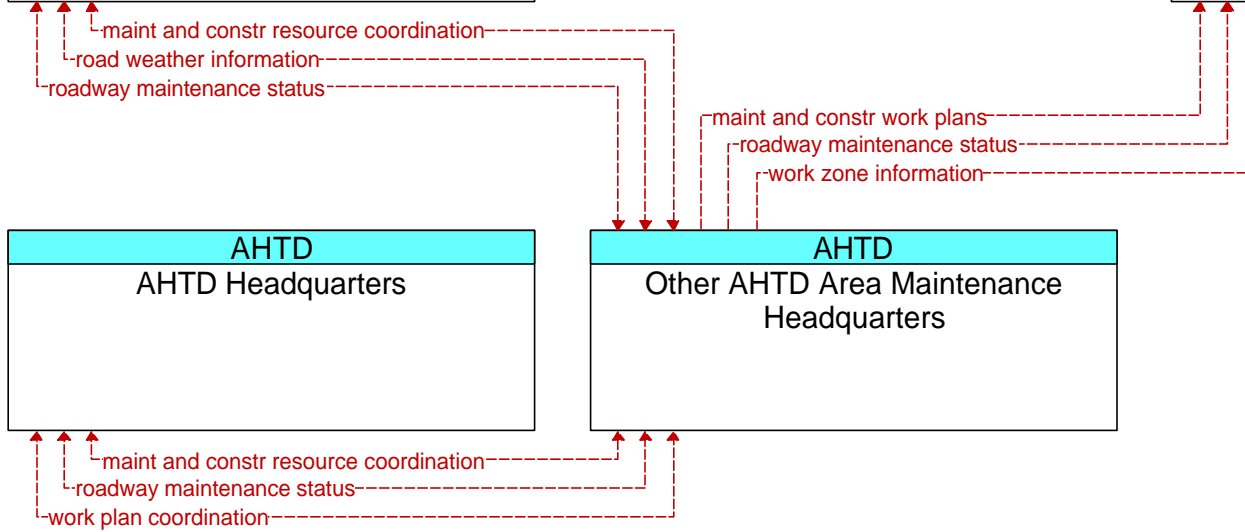 maint and constr resource coordination
road weather information
roadway maintenance status
maint and constr work plans
roadway maintenance status
work zone information
AHTD
AHTD Headquarters
AHTD
Other AHTD Area Maintenance
Headquarters
maint and constr resource coordination
roadway maintenance status
work plan coordination